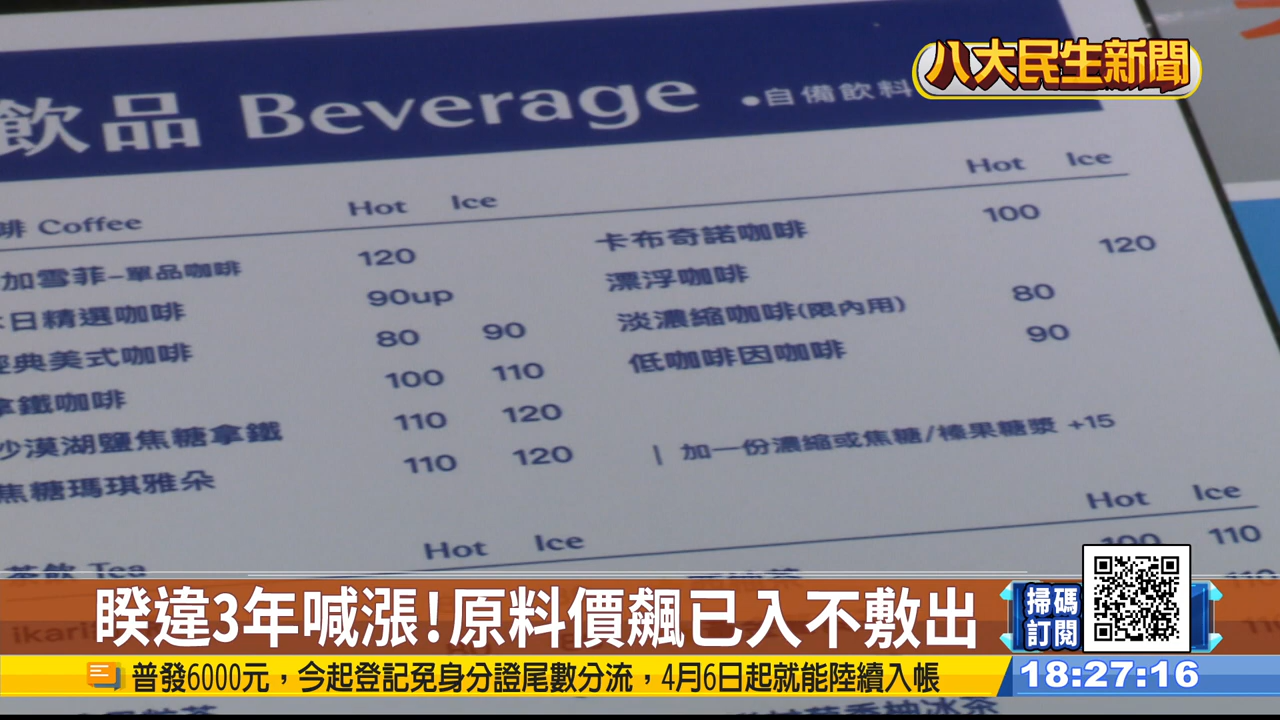 八大民生新聞
飲品 Beverage •自備飲料
Hot Ice
啡 Coffee Hot Ice
加雪菲-單品咖啡 120
日精選咖啡 90up
經典美式咖啡 80 90
拿鐵咖啡 100 110
沙漠湖鹽焦糖拿鐵 110 120
焦糖瑪琪雅朵 110 120
卡布奇諾咖啡 100
漂浮咖啡 120
淡濃縮咖啡(限內用) 80
低咖啡因咖啡 90
| 加一份濃縮或焦糖/榛果糖漿 +15
茶飲 Tea Hot Ice
Hot Ice
100 110
睽違3年喊漲!原料價飆已入不敷出
掃碼
訂閱
普發6000元，今起登記免身分證尾數分流，4月6日起就能陸續入帳
18:27:16